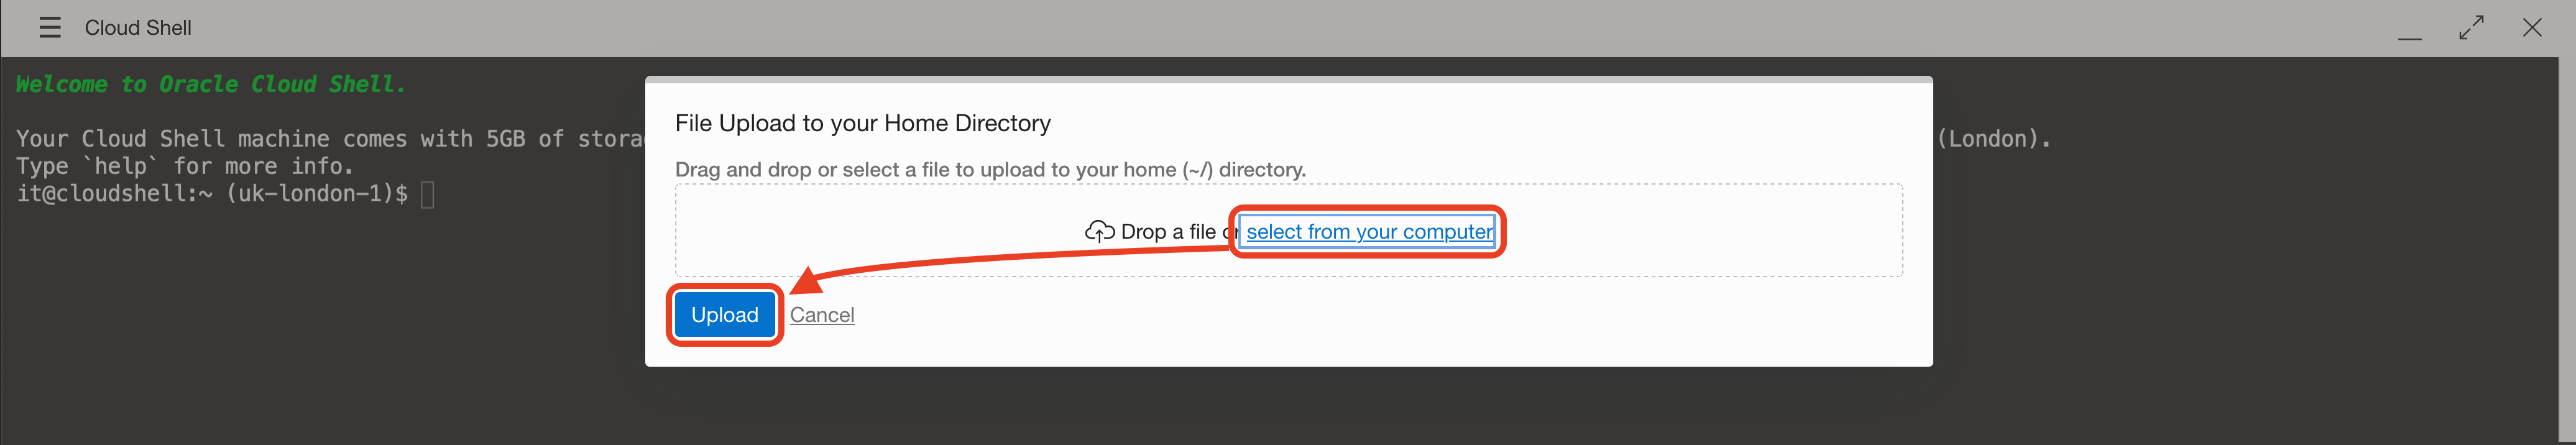 Cloud Shell
Welcome to Oracle Cloud Shell.
Your Cloud Shell machine comes with 5GB of (London).
Type `help` for more info.
it@cloudshell:~ (uk-london-1)$
File Upload to your Home Directory
Drag and drop or select a file to upload to your home (~/) directory.
Drop a file or select from your computer
Upload Cancel